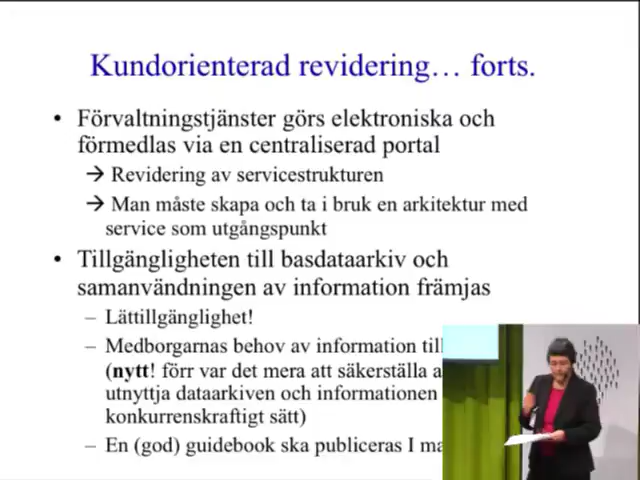 Kundorienterad revidering… forts.
• Förvaltningstjänster görs elektroniska och
förmedlas via en centraliserad portal
→ Revidering av servicestrukturen
→ Man måste skapa och ta i bruk en arkitektur med
service som utgångspunkt
• Tillgängligheten till basdataarkiv och
samanvändningen av information främjas
– Lättillgänglighet!
– Medborgarnas behov av information
(nytt! förr var det mera att säkerställa
utnyttja dataarkiven och informationen
konkurrenskraftigt sätt)
– En (god) guidebook ska publiceras I